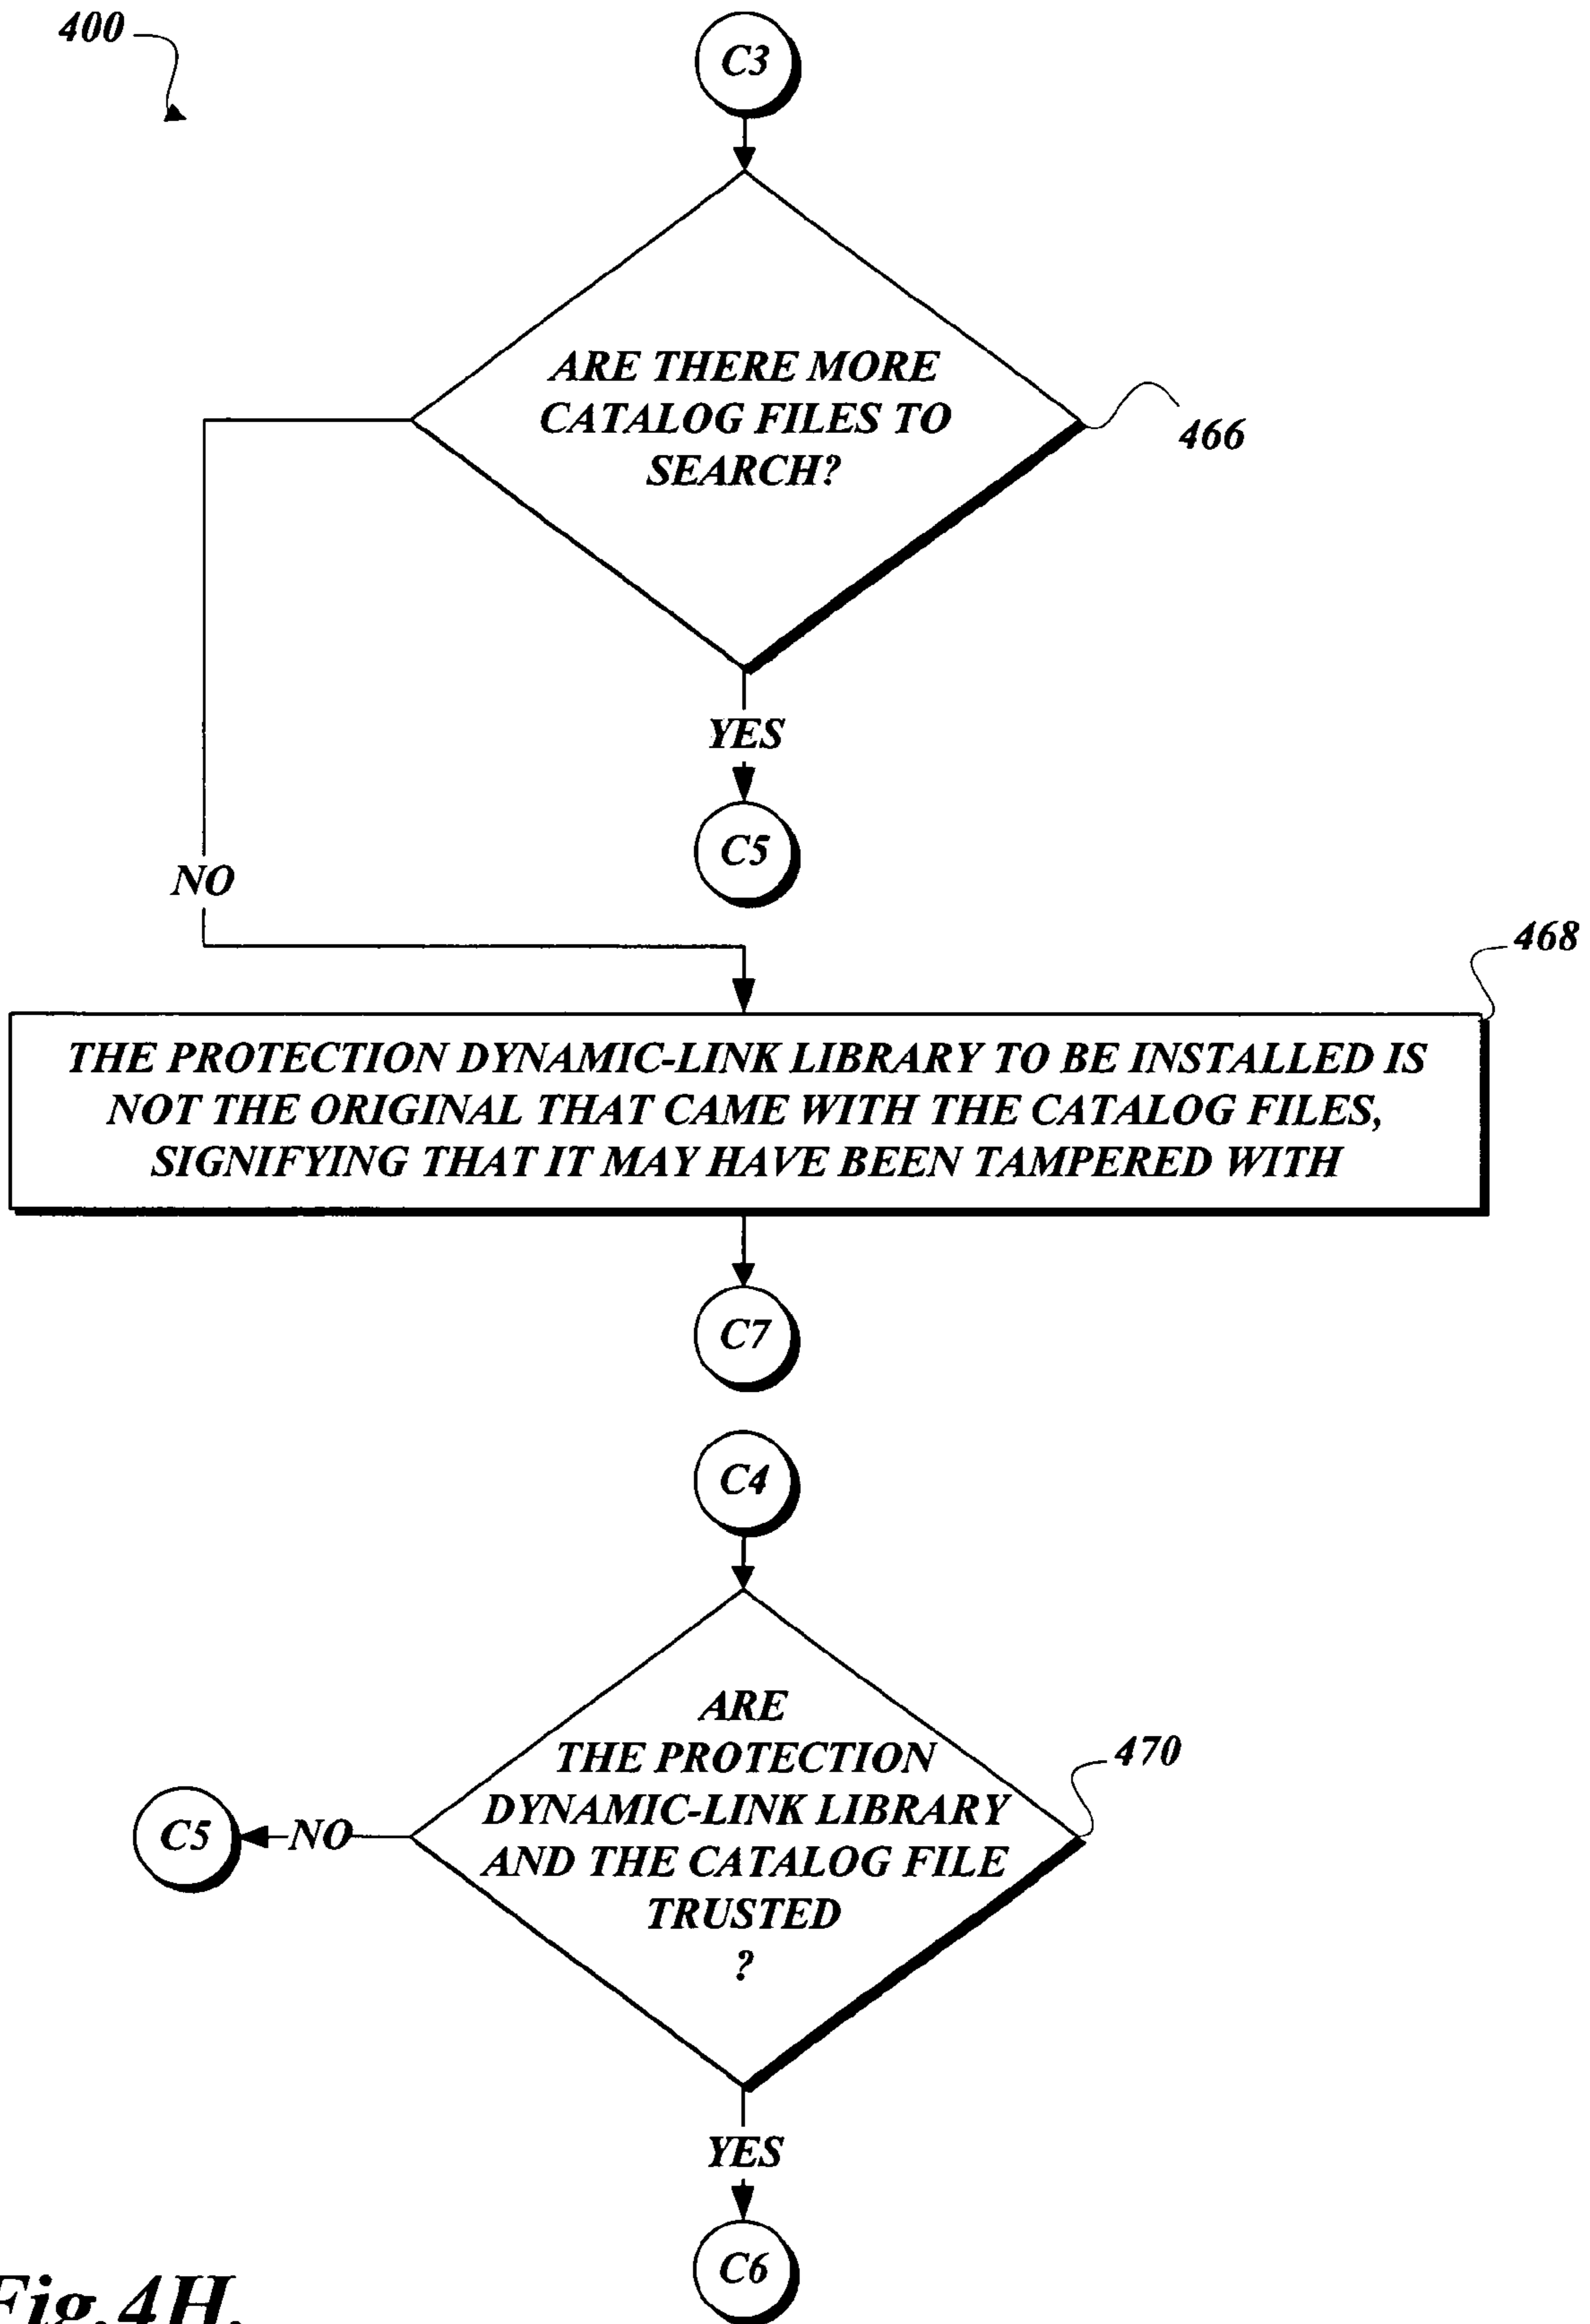 400
C3
ARE THERE MORE
CATALOG FILES TO
SEARCH?
466
YES
C5
NO
468
THE PROTECTION DYNAMIC-LINK LIBRARY TO BE INSTALLED IS
NOT THE ORIGINAL THAT CAME WITH THE CATALOG FILES,
SIGNIFYING THAT IT MAY HAVE BEEN TAMPERED WITH
C7
C4
ARE
THE PROTECTION
DYNAMIC-LINK LIBRARY
AND THE CATALOG FILE
TRUSTED
?
470
NO
C5
YES
C6
Fig.4H.